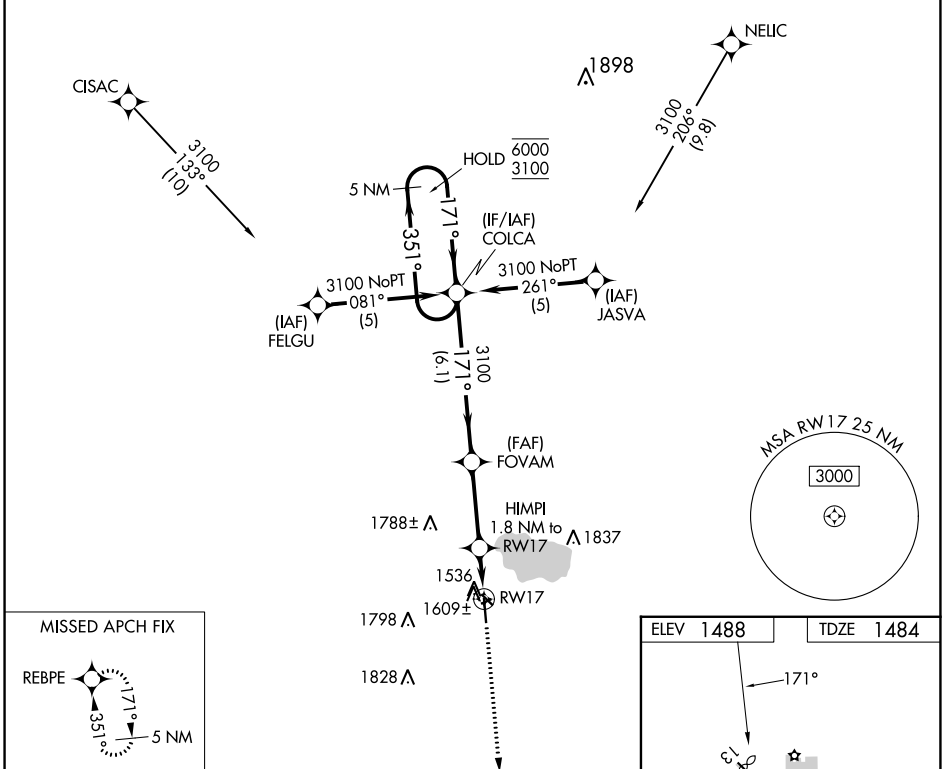 NELIC
1898
CISAC
3100
133°
(10)
3100
206°
(9.8)
HOLD 6000
3100
5 NM
171°
351°
(IF/IAF)
COLCA
3100 NoPT
081°
(5)
3100 NoPT
261°
(5)
(IAF)
FELGU
(IAF)
JASVA
3100
171°
(6.1)
(FAF)
FOVAM
MSA RW17 25 NM
3000
HIMPI
1.8 NM to
RW17
1788±
1837
1536
1609±
RW17
1798
1828
MISSED APCH FIX
REBPE
171°
351°
5 NM
ELEV 1488
TDZE 1484
171°
13